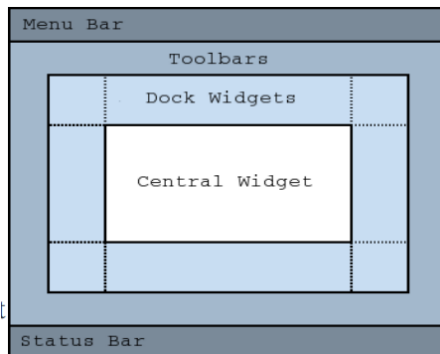 Menu Bar
Toolbars
Dock Widgets
Central Widget
t
Status Bar